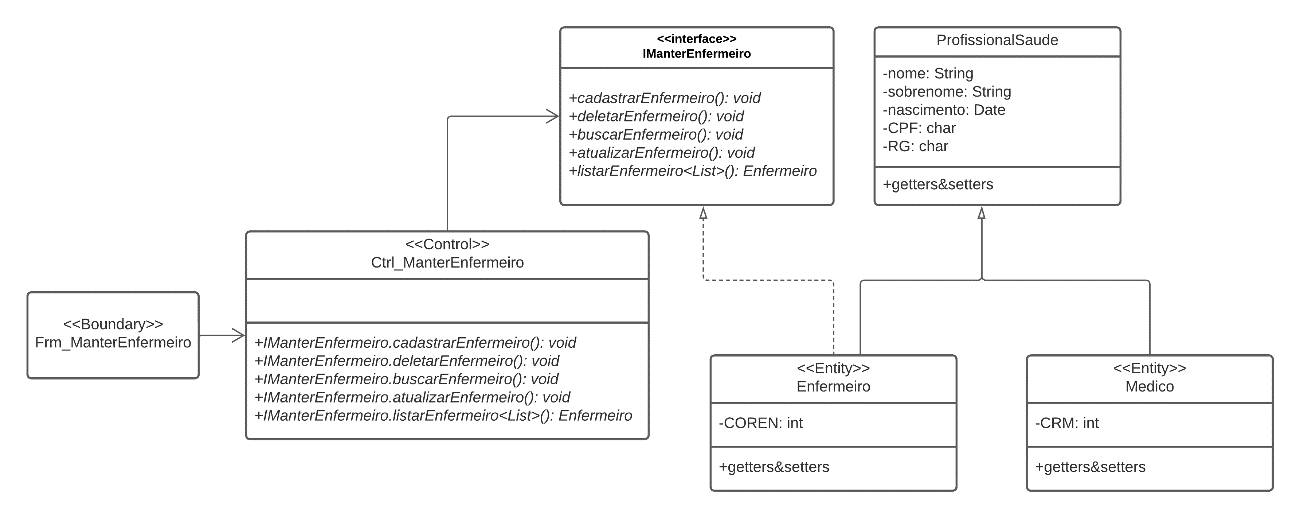 <<interface>>
IManterEnfermeiro
+cadastrarEnfermeiro(): void
+deletarEnfermeiro(): void
+buscarEnfermeiro(): void
+atualizarEnfermeiro(): void
+listarEnfermeiro<List>(): Enfermeiro
ProfissionalSaude
-nome: String
-sobrenome: String
-nascimento: Date
-CPF: char
-RG: char
+getters&setters
<<Boundary>>
Frm_ManterEnfermeiro
<<Control>>
Ctrl_ManterEnfermeiro
+IManterEnfermeiro.cadastrarEnfermeiro(): void
+IManterEnfermeiro.deletarEnfermeiro(): void
+IManterEnfermeiro.buscarEnfermeiro(): void
+IManterEnfermeiro.atualizarEnfermeiro(): void
+IManterEnfermeiro.listarEnfermeiro<List>(): Enfermeiro
<<Entity>>
Enfermeiro
-COREN: int
+getters&setters
<<Entity>>
Medico
-CRM: int
+getters&setters